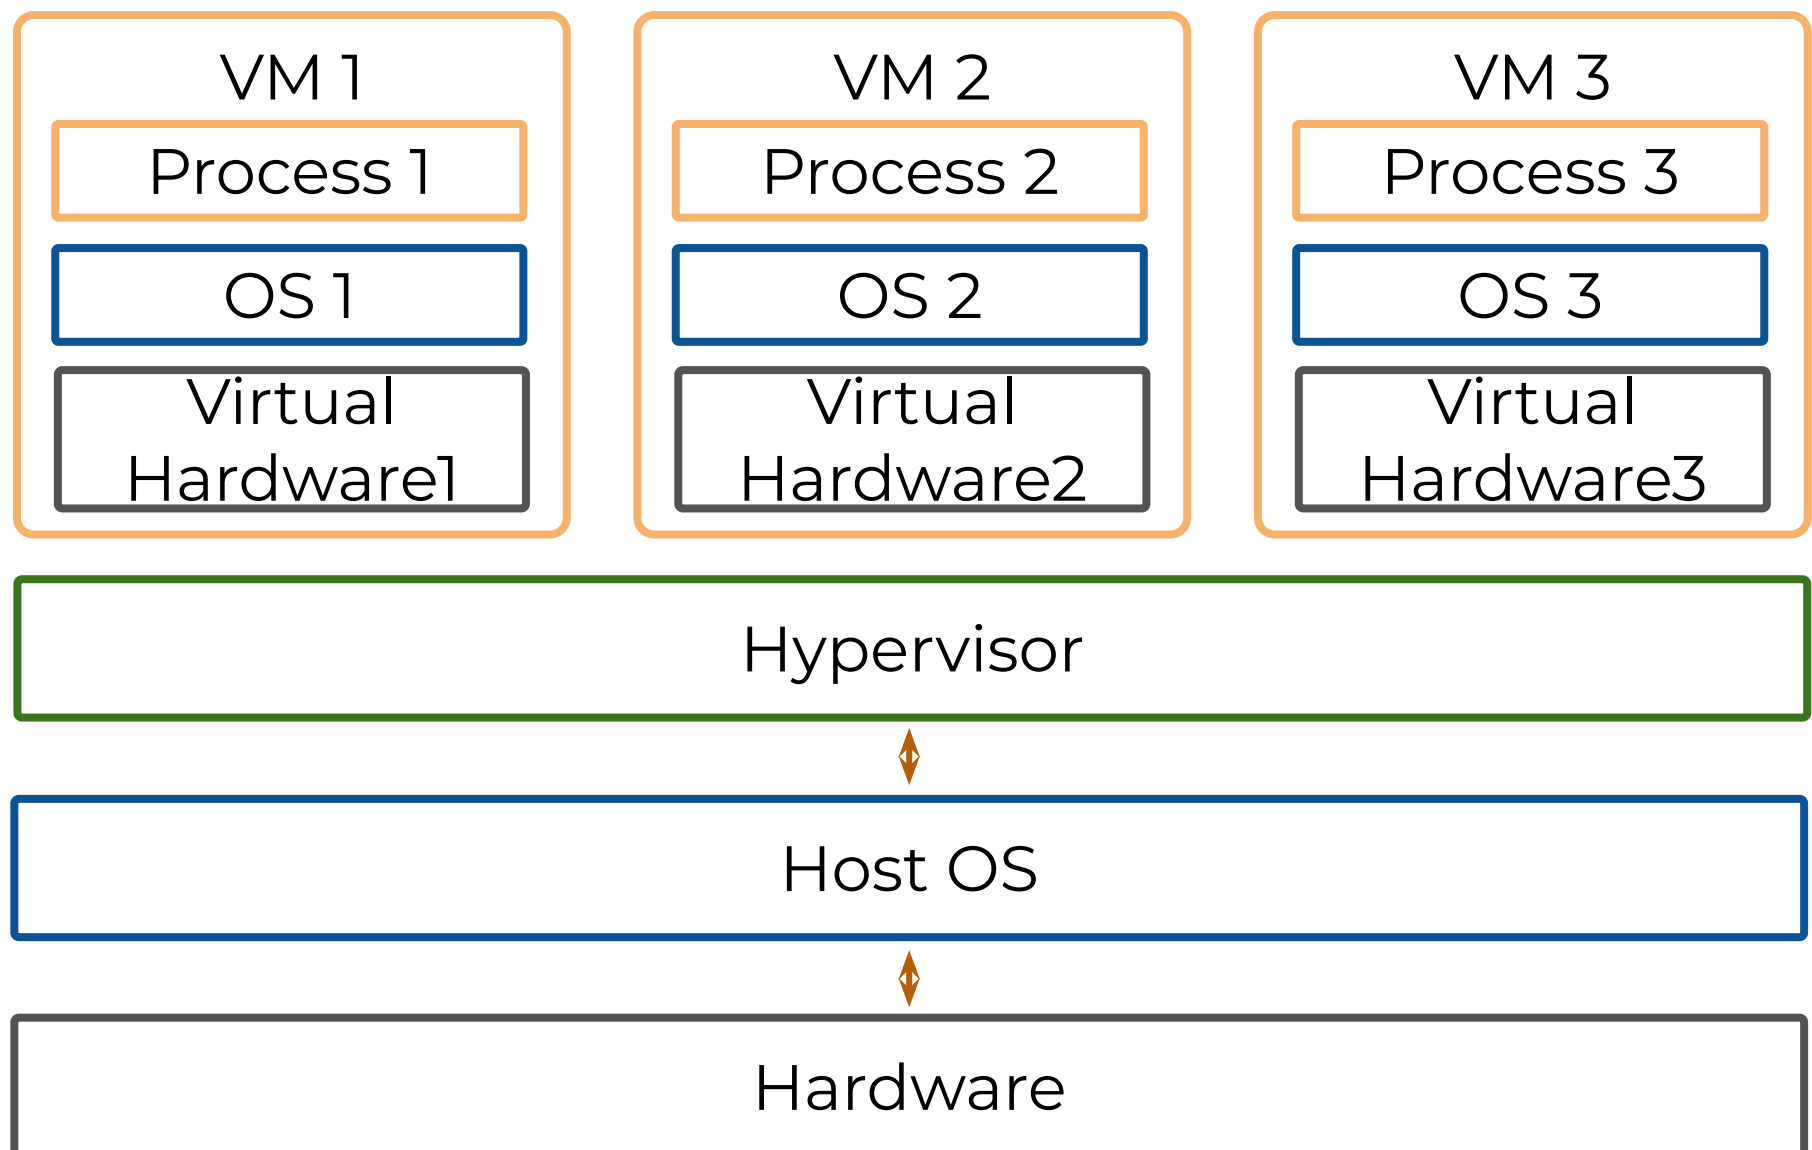 VM 1
Process 1
OS 1
Virtual
Hardware1
VM 2
Process 2
OS 2
Virtual
Hardware2
VM 3
Process 3
OS 3
Virtual
Hardware3
Hypervisor
Host OS
Hardware